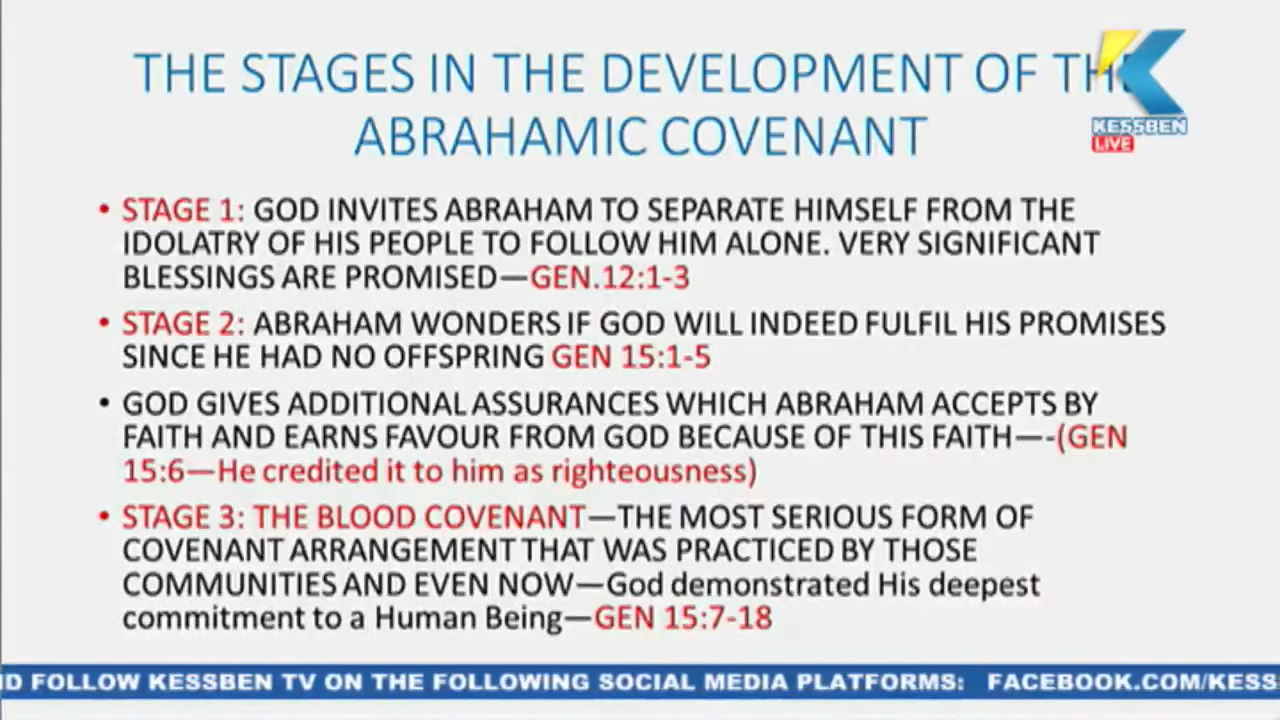 THE STAGES IN THE DEVELOPMENT OF THE
ABRAHAMIC COVENANT
KESSBEN
LIVE
• STAGE 1: GOD INVITES ABRAHAM TO SEPARATE HIMSELF FROM THE
IDOLATRY OF HIS PEOPLE TO FOLLOW HIM ALONE. VERY SIGNIFICANT
BLESSINGS ARE PROMISED—GEN.12:1-3
• STAGE 2: ABRAHAM WONDERS IF GOD WILL INDEED FULFIL HIS PROMISES
SINCE HE HAD NO OFFSPRING GEN 15:1-5
• GOD GIVES ADDITIONAL ASSURANCES WHICH ABRAHAM ACCEPTS BY
FAITH AND EARNS FAVOUR FROM GOD BECAUSE OF THIS FAITH—-(GEN
15:6—He credited it to him as righteousness)
• STAGE 3: THE BLOOD COVENANT—THE MOST SERIOUS FORM OF
COVENANT ARRANGEMENT THAT WAS PRACTICED BY THOSE
COMMUNITIES AND EVEN NOW—God demonstrated His deepest
commitment to a Human Being—GEN 15:7-18
D FOLLOW KESSBEN TV ON THE FOLLOWING SOCIAL MEDIA PLATFORMS: FACEBOOK.COM/KESS